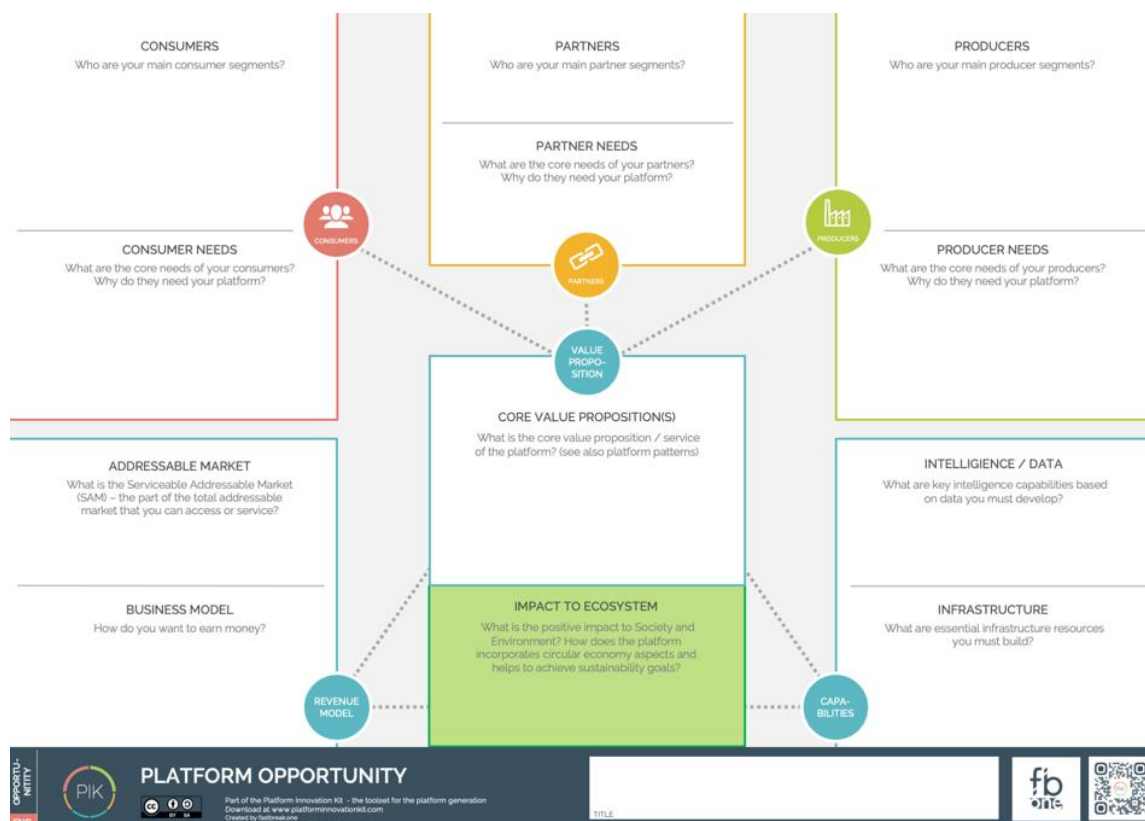 CONSUMERS
Who are your main consumer segments?
PARTNERS
Who are your main partner segments?
PRODUCERS
Who are your main producer segments?
PARTNER NEEDS
What are the core needs of your partners?
Why do they need your platform?
CONSUMERS
PARTNERS
PRODUCERS
CONSUMER NEEDS
What are the core needs of your consumers?
Why do they need your platform?
PRODUCER NEEDS
What are the core needs of your producers?
Why do they need your platform?
VALUE
PROPO-
SITION
CORE VALUE PROPOSITION(S)
What is the core value proposition / service
of the platform? (see also platform patterns)
ADDRESSABLE MARKET
What is the Serviceable Addressable Market
(SAM) – the part of the total addressable
market that you can access or service?
INTELLIGIENCE / DATA
What are key intelligence capabilities based
on data you must develop?
BUSINESS MODEL
How do you want to earn money?
IMPACT TO ECOSYSTEM
What is the positive impact to Society and
Environment? How does the platform
incorporates circular economy aspects and
helps to achieve sustainability goals?
INFRASTRUCTURE
What are essential infrastructure resources
you must build?
REVENUE
MODEL
CAPA-
BILITIES
OPPORTU-
NITITY
ENG
PIK
PLATFORM OPPORTUNITY
cc
BY SA
Part of the Platform Innovation Kit - the toolset for the platform generation
Download at www.platforminnovationkit.com
Created by fastbreak.one
TITLE
fb
one